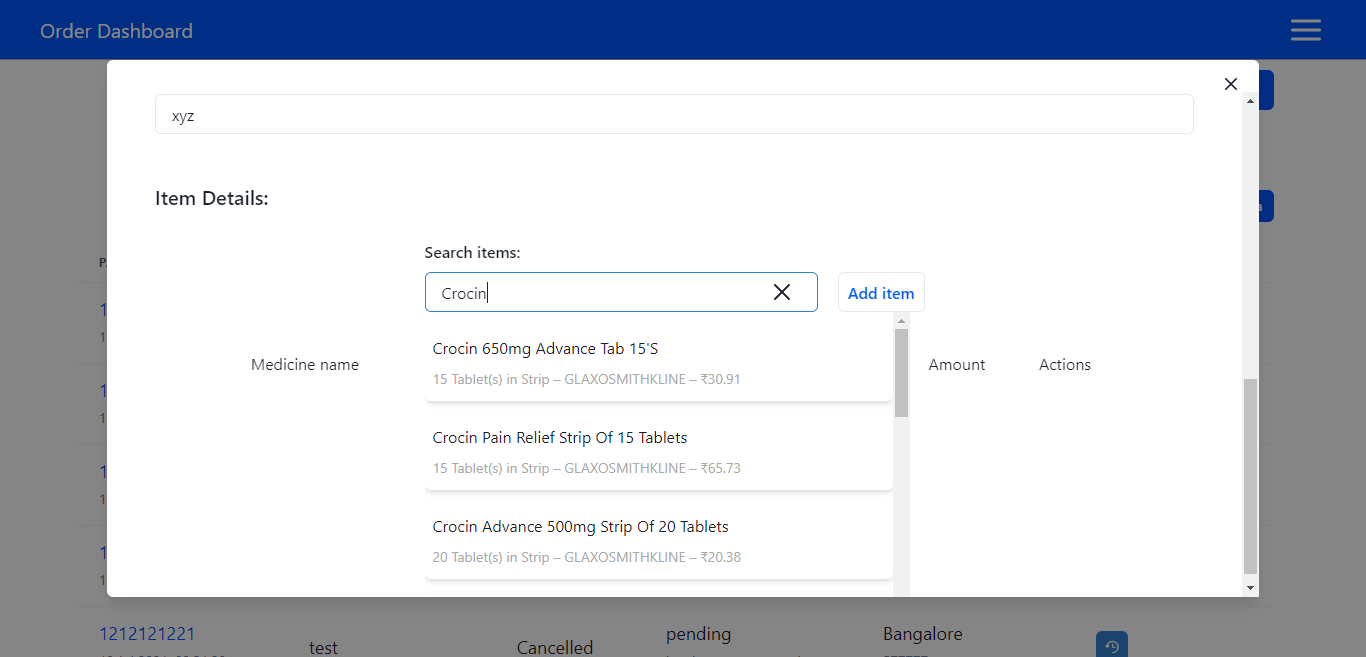 Order Dashboard
xyz
Item Details:
Search items:
Crocin
Add item
Medicine name
Amount
Actions
Crocin 650mg Advance Tab 15'S
15 Tablet(s) in Strip – GLAXOSMITHKLINE – ₹30.91
Crocin Pain Relief Strip Of 15 Tablets
15 Tablet(s) in Strip – GLAXOSMITHKLINE – ₹65.73
Crocin Advance 500mg Strip Of 20 Tablets
20 Tablet(s) in Strip – GLAXOSMITHKLINE – ₹20.38
1212121221
test
Cancelled
pending
Bangalore